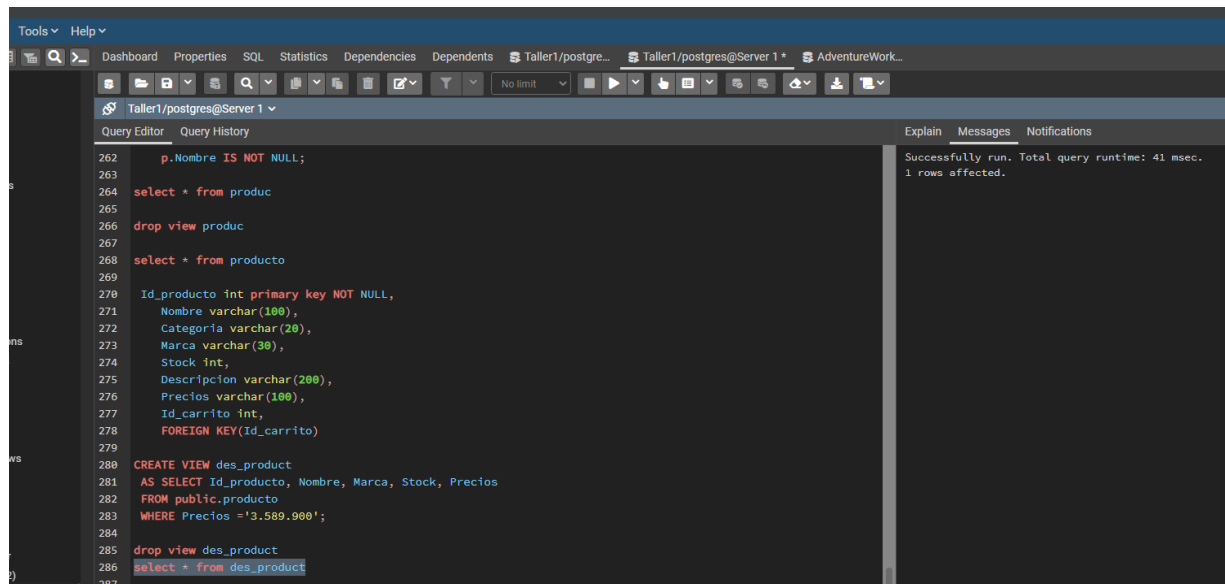 Tools Help
Dashboard Properties SQL Statistics Dependencies Dependents Taller1/postgre... Taller1/postgres@Server 1 * AdventureWork...
No limit
Taller1/postgres@Server 1
Query Editor Query History
Explain Messages Notifications
262 p.Nombre IS NOT NULL;
263
264 select * from produc
265
266 drop view produc
267
268 select * from producto
269
270 Id_producto int primary key NOT NULL,
271 Nombre varchar(100),
272 Categoria varchar(20),
273 Marca varchar(30),
274 Stock int,
275 Descripcion varchar(200),
276 Precios varchar(100),
277 Id_carrito int,
278 FOREIGN KEY(Id_carrito)
279
280 CREATE VIEW des_product
281 AS SELECT Id_producto, Nombre, Marca, Stock, Precios
282 FROM public.producto
283 WHERE Precios ='3.589.900';
284
285 drop view des_product
286 select * from des_product
287
Successfully run. Total query runtime: 41 msec.
1 rows affected.
s
ons
ws
2)